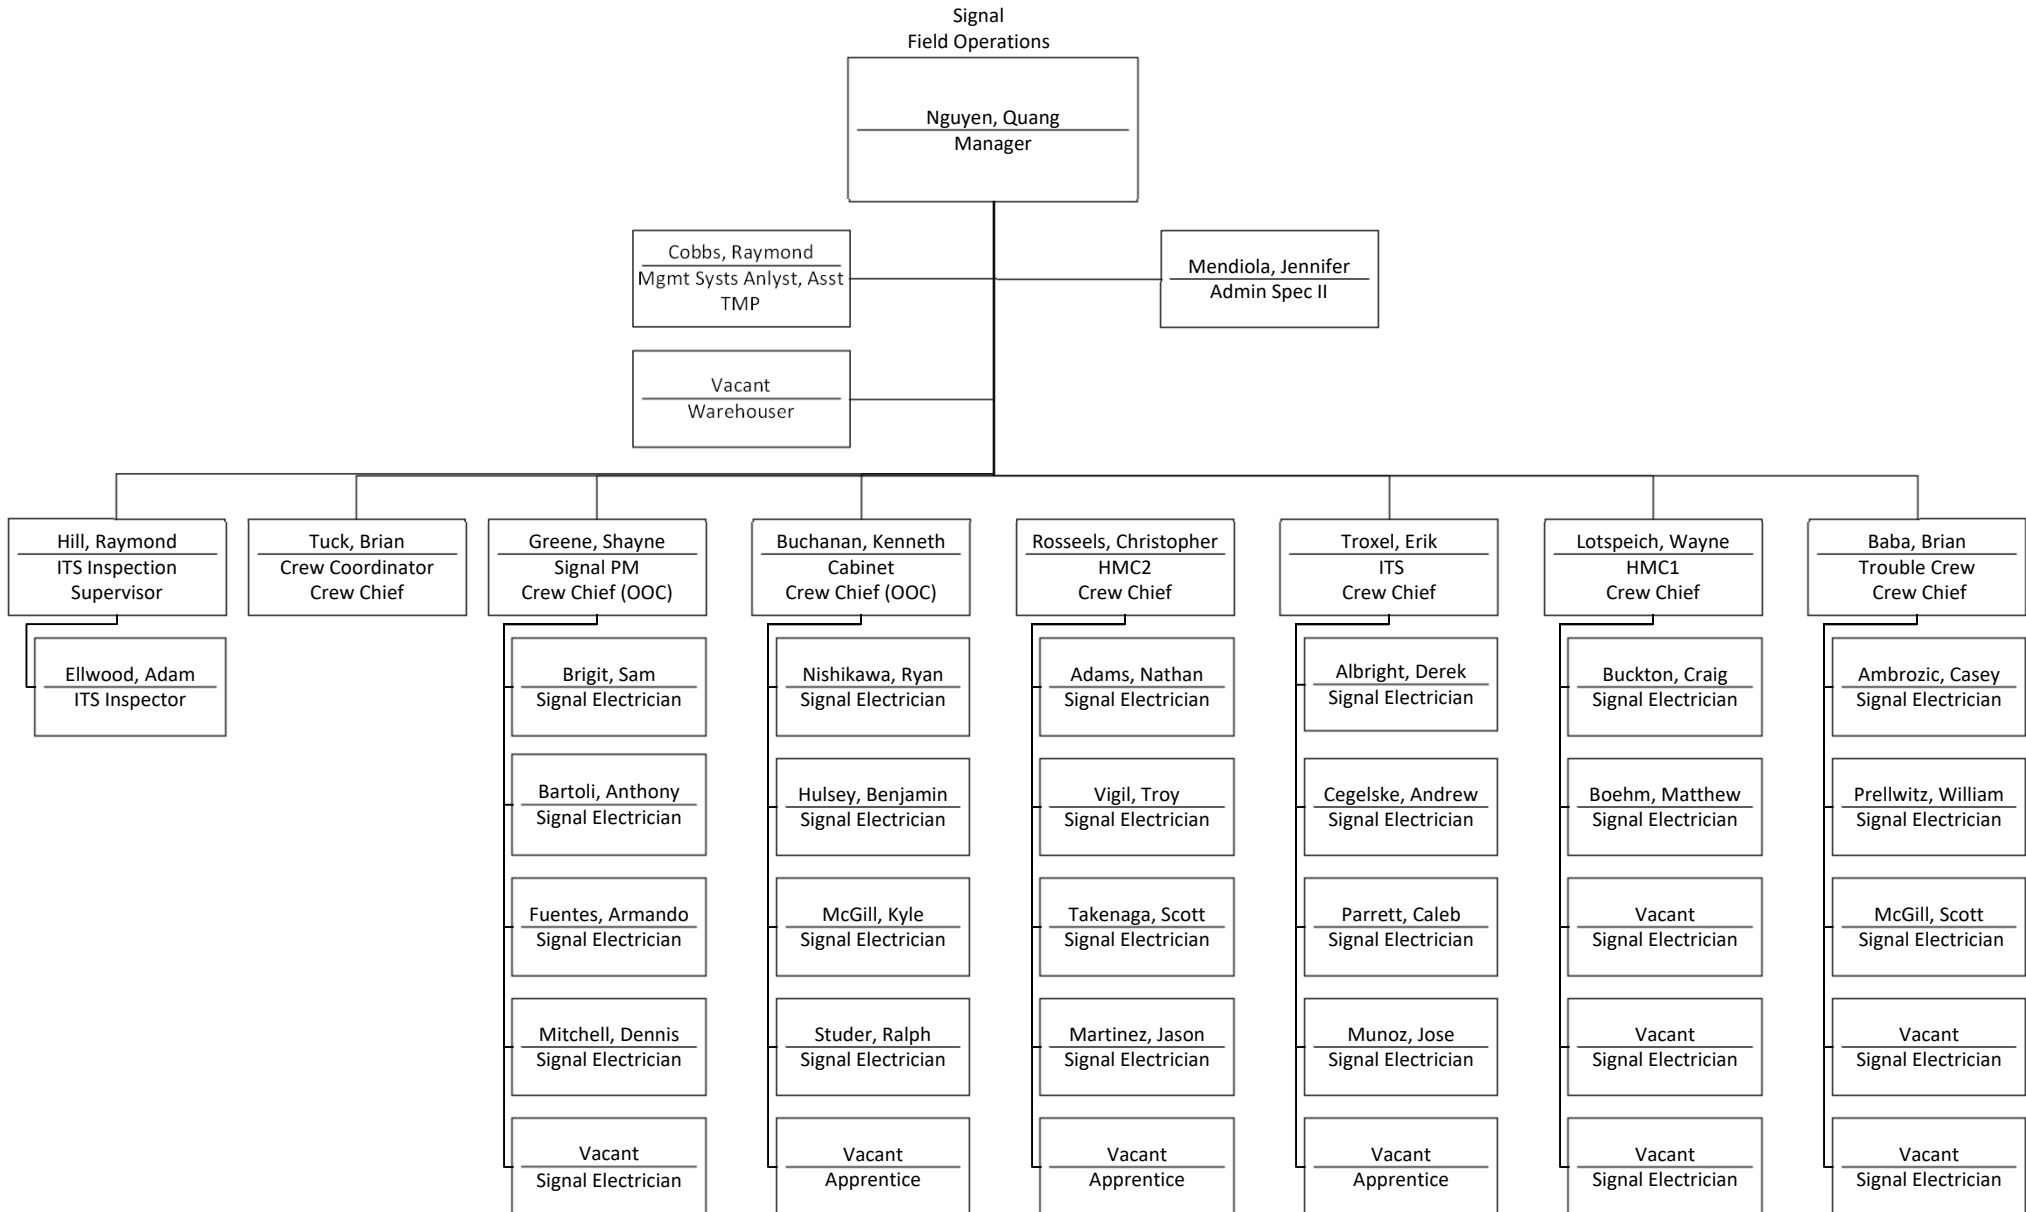 Signal
Field Operations
Nguyen, Quang
Manager
Cobbs, Raymond
Mgmt Systs Anlyst, Asst
TMP
Mendiola, Jennifer
Admin Spec II
Vacant
Warehouser
Hill, Raymond
ITS Inspection
Supervisor
Ellwood, Adam
ITS Inspector
Tuck, Brian
Crew Coordinator
Crew Chief
Greene, Shayne
Signal PM
Crew Chief (OOC)
Brigit, Sam
Signal Electrician
Bartoli, Anthony
Signal Electrician
Fuentes, Armando
Signal Electrician
Mitchell, Dennis
Signal Electrician
Vacant
Signal Electrician
Buchanan, Kenneth
Cabinet
Crew Chief (OOC)
Nishikawa, Ryan
Signal Electrician
Hulsey, Benjamin
Signal Electrician
McGill, Kyle
Signal Electrician
Studer, Ralph
Signal Electrician
Vacant
Apprentice
Rosseels, Christopher
HMC2
Crew Chief
Adams, Nathan
Signal Electrician
Vigil, Troy
Signal Electrician
Takenaga, Scott
Signal Electrician
Martinez, Jason
Signal Electrician
Vacant
Apprentice
Troxel, Erik
ITS
Crew Chief
Albright, Derek
Signal Electrician
Cegelske, Andrew
Signal Electrician
Parrett, Caleb
Signal Electrician
Munoz, Jose
Signal Electrician
Vacant
Apprentice
Lotspeich, Wayne
HMC1
Crew Chief
Buckton, Craig
Signal Electrician
Boehm, Matthew
Signal Electrician
Vacant
Signal Electrician
Vacant
Signal Electrician
Vacant
Signal Electrician
Baba, Brian
Trouble Crew
Crew Chief
Ambrozic, Casey
Signal Electrician
Prellwitz, William
Signal Electrician
McGill, Scott
Signal Electrician
Vacant
Signal Electrician
Vacant
Signal Electrician